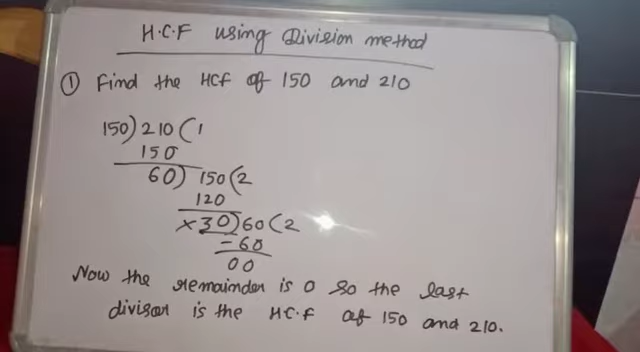 H.C.F using Division method
① Find the HCF of 150 and 210
150)210(1
150
60)150(2
120
×30)60(2
-60
00
Now the remainder is 0 so the last
divisor is the H.C.F of 150 and 210.